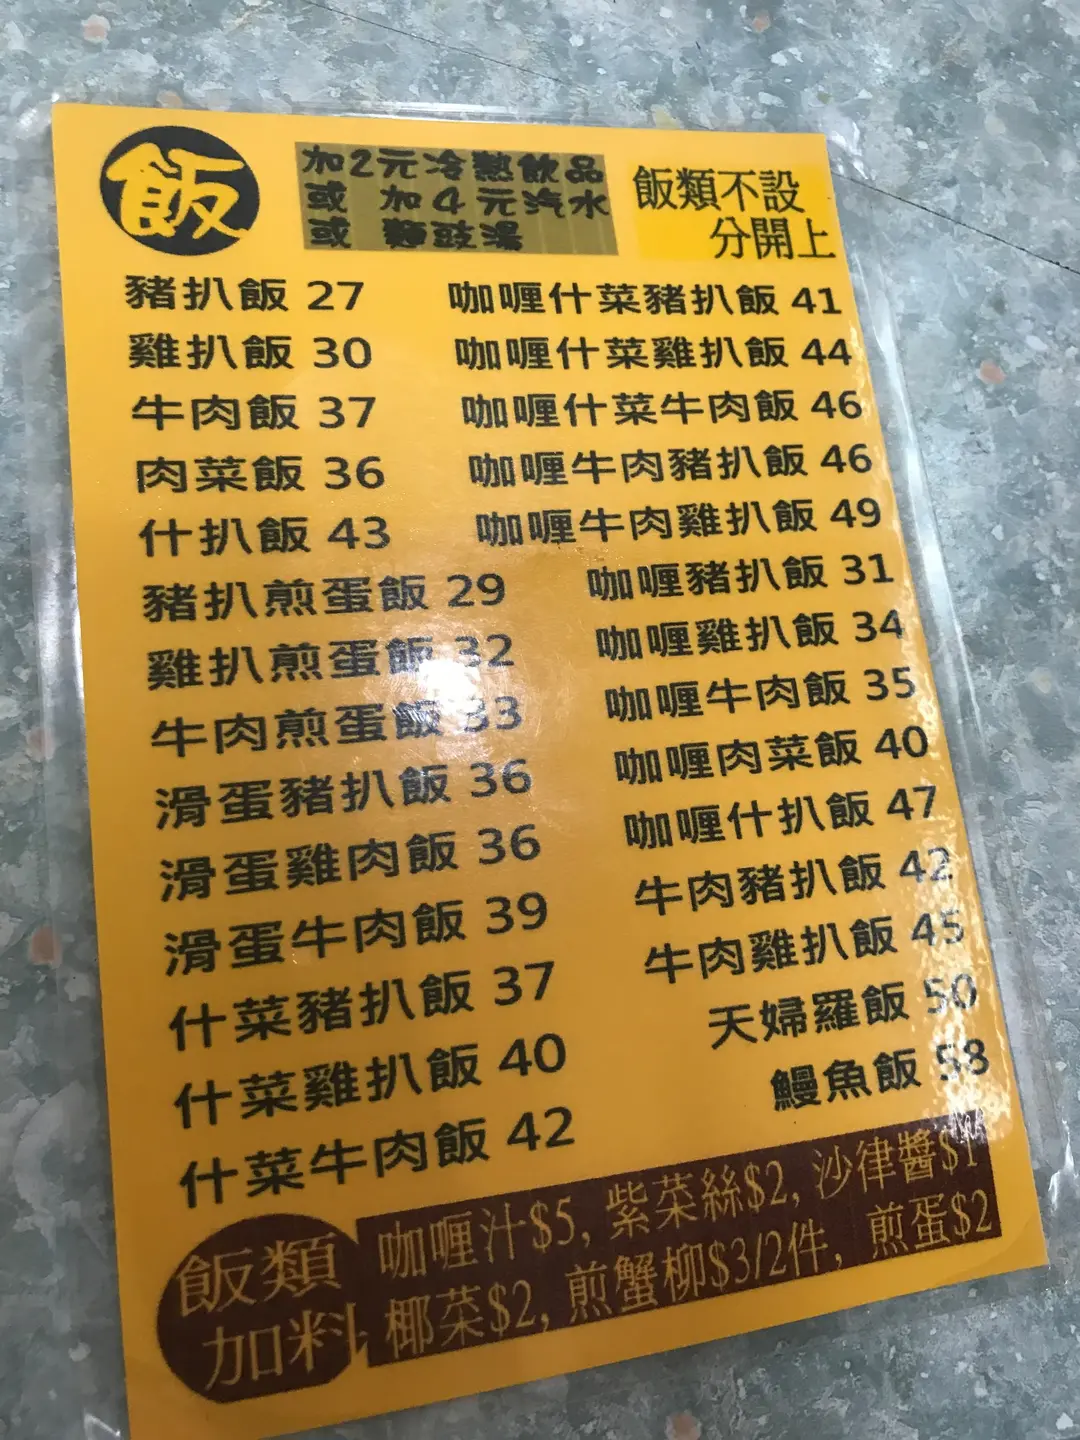 飯
加2元冷熱飲品
或 加4元汽水
或 麵豉湯
飯類不設
分開上
豬扒飯 27
雞扒飯 30
牛肉飯 37
肉菜飯 36
什扒飯 43
豬扒煎蛋飯 29
雞扒煎蛋飯 32
牛肉煎蛋飯 33
滑蛋豬扒飯 36
滑蛋雞肉飯 36
滑蛋牛肉飯 39
什菜豬扒飯 37
什菜雞扒飯 40
什菜牛肉飯 42
咖喱什菜豬扒飯 41
咖喱什菜雞扒飯 44
咖喱什菜牛肉飯 46
咖喱牛肉豬扒飯 46
咖喱牛肉雞扒飯 49
咖喱豬扒飯 31
咖喱雞扒飯 34
咖喱牛肉飯 35
咖喱肉菜飯 40
咖喱什扒飯 47
牛肉豬扒飯 42
牛肉雞扒飯 45
天婦羅飯 50
鰻魚飯 58
飯類
加料
咖喱汁$5, 紫菜絲$2, 沙律醬$1
椰菜$2, 煎蟹柳$3/2件, 煎蛋$2